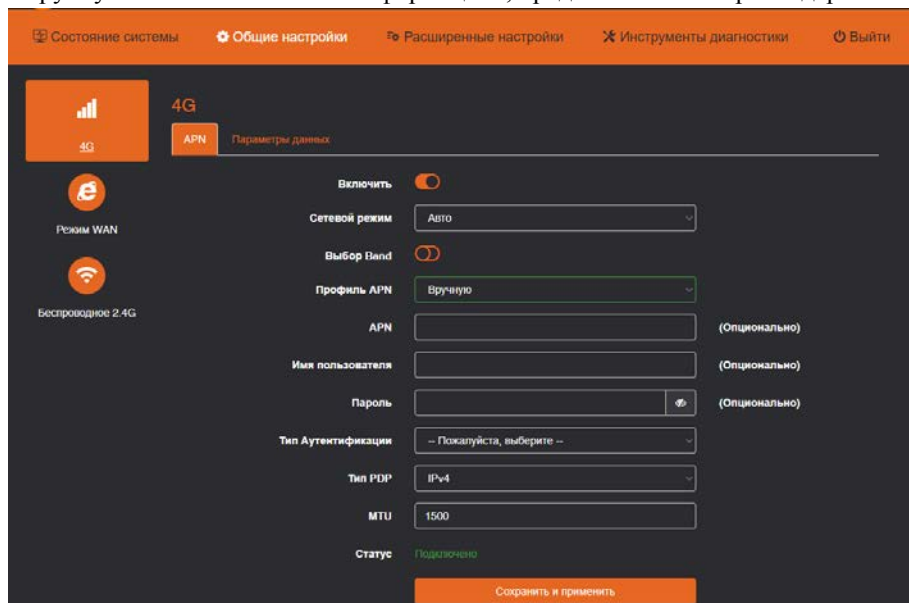 Состояние системы Общие настройки Расширенные настройки Инструменты диагностики Выйти
4G
4G
APN Параметры данных
Включить
Режим WAN
Сетевой режим Авто
Выбор Band
Беспроводное 2.4G
Профиль APN Вручную
APN (Опционально)
Имя пользователя (Опционально)
Пароль (Опционально)
Тип Аутентификации -- Пожалуйста, выберите --
Тип PDP IPv4
MTU 1500
Статус Подключено
Сохранить и применить